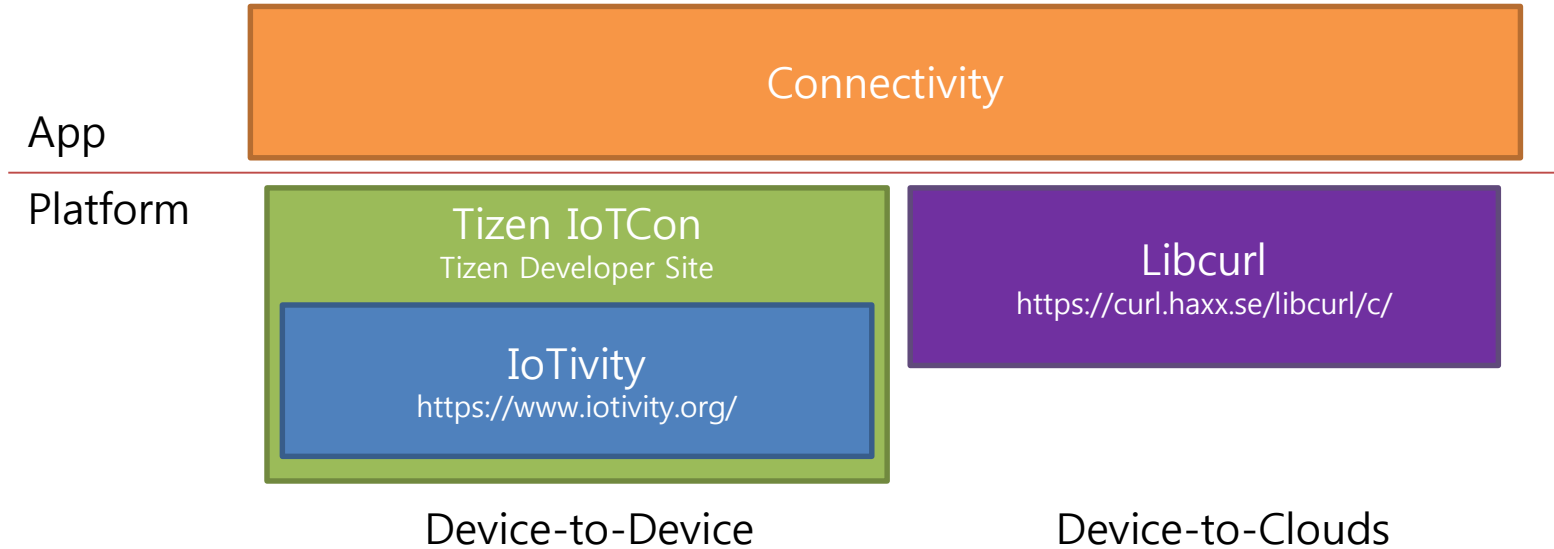 Connectivity
App
Platform
Tizen IoTCon
Tizen Developer Site
IoTivity
https://www.iotivity.org/
Libcurl
https://curl.haxx.se/libcurl/c/
Device-to-Device
Device-to-Clouds